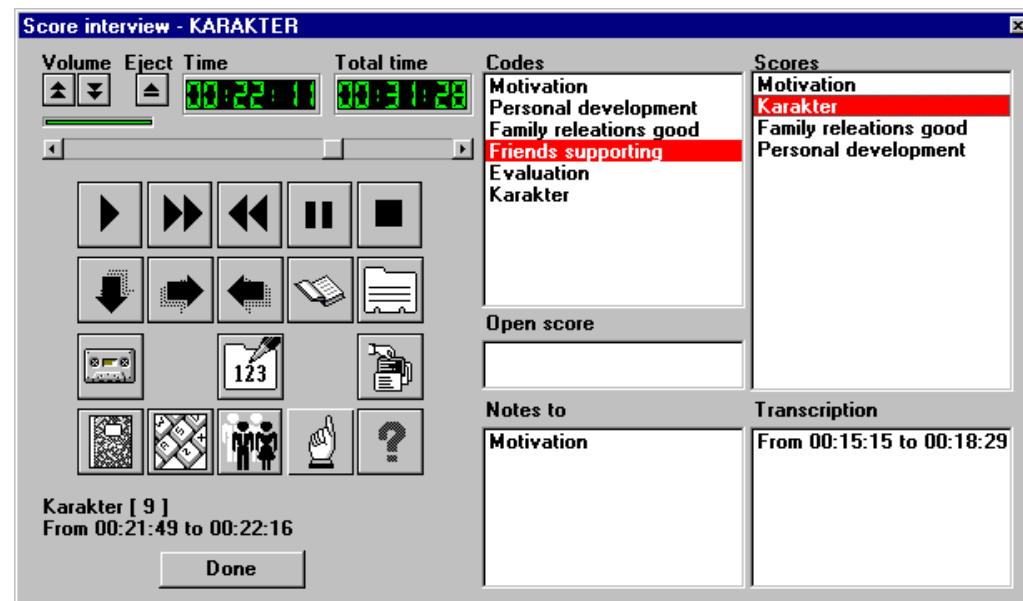 Score interview - KARAKTER
Volume Eject Time Total time
00:22:11 00:31:28
123
Karakter [ 9 ]
From 00:21:49 to 00:22:16
Done
Codes
Motivation
Personal development
Family releations good
Friends supporting
Evaluation
Karakter
Open score
Notes to
Motivation
Scores
Motivation
Karakter
Family releations good
Personal development
Transcription
From 00:15:15 to 00:18:29